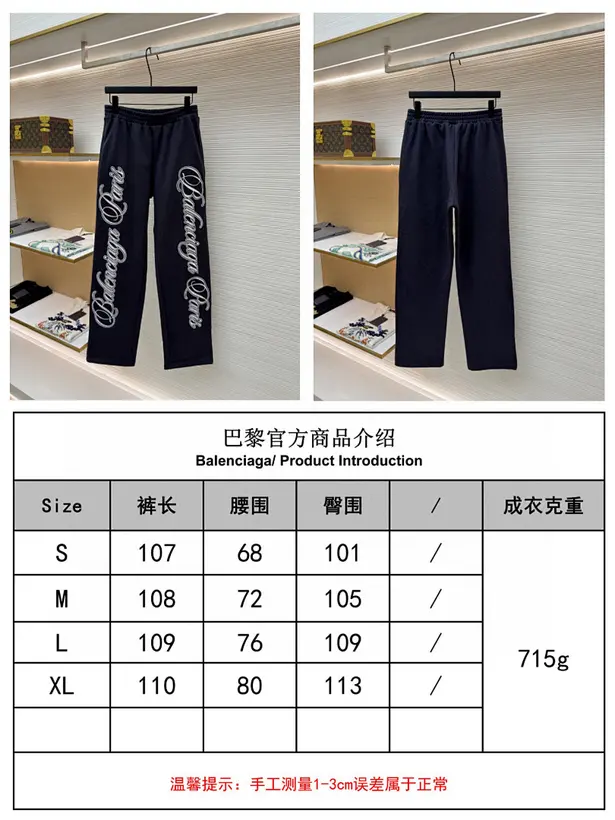 Balenciaga Paris
Balenciaga Paris
巴黎官方商品介绍
Balenciaga/ Product Introduction
Size 裤长 腰围 臀围 / 成衣克重
S 107 68 101 /
M 108 72 105 /
L 109 76 109 /
XL 110 80 113 /
715g
温馨提示：手工测量1-3cm误差属于正常